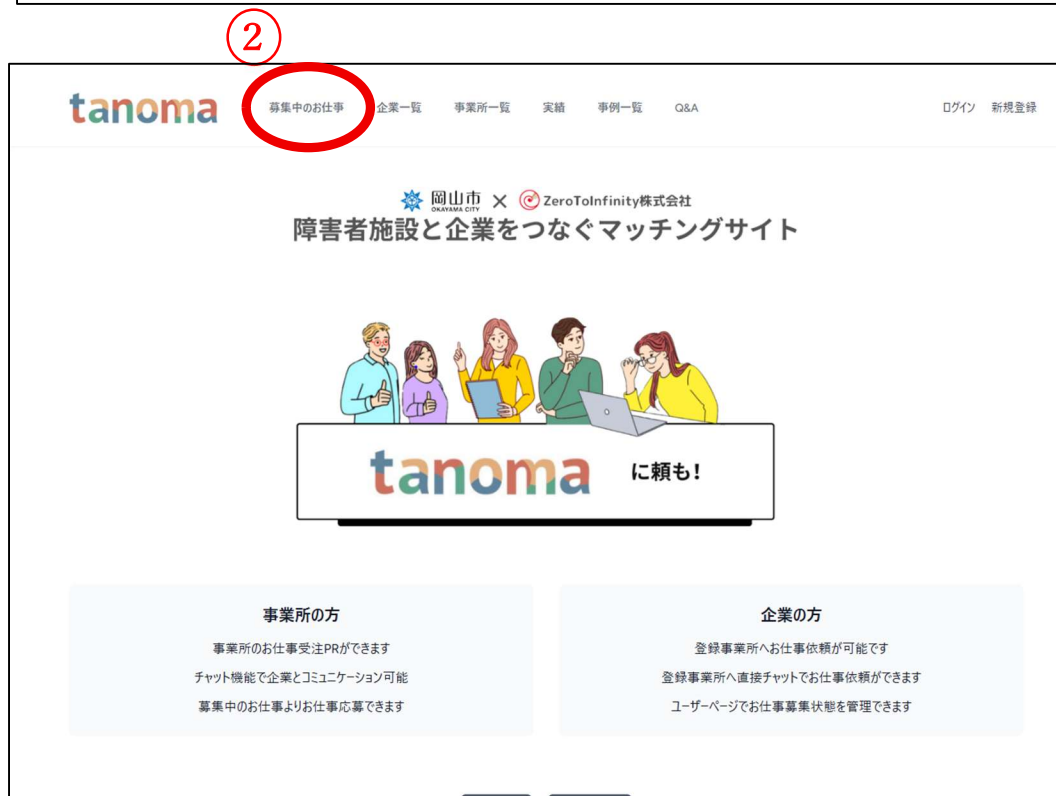 ②
tanoma 募集中のお仕事 企業一覧 事業所一覧 実績 事例一覧 Q&A ログイン 新規登録
岡山市 OKAYAMA CITY × ZeroToInfinity株式会社
障害者施設と企業をつなぐマッチングサイト
tanoma に頼も!
事業所の方
事業所のお仕事受注PRができます
チャット機能で企業とコミュニケーション可能
募集中のお仕事よりお仕事応募できます
企業の方
登録事業所へお仕事依頼が可能です
登録事業所へ直接チャットでお仕事依頼ができます
ユーザーページでお仕事募集状態を管理できます